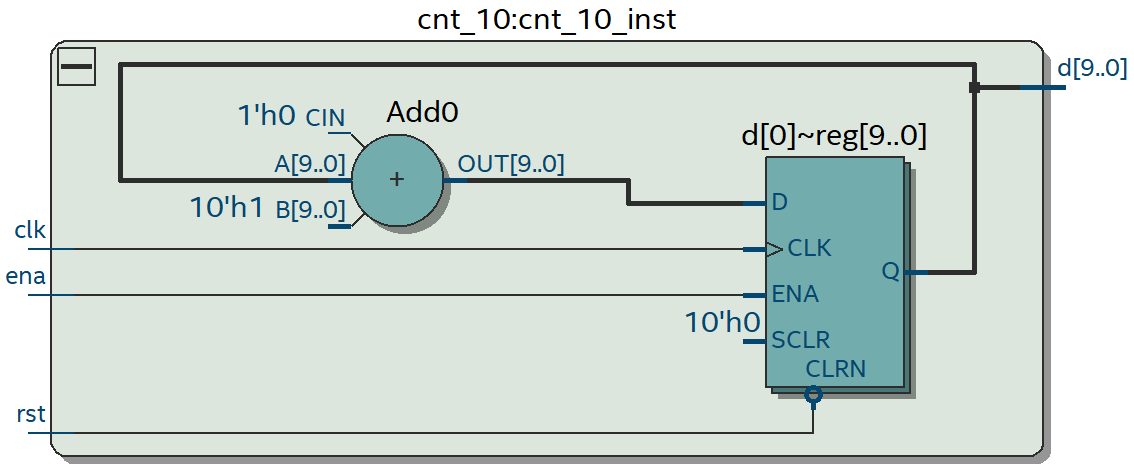 cnt_10:cnt_10_inst
d[9..0]
1'h0 CIN
Add0
d[0]~reg[9..0]
A[9..0]
+
OUT[9..0]
10'h1 B[9..0]
D
clk
CLK
Q
ena
ENA
10'h0
SCLR
CLRN
rst